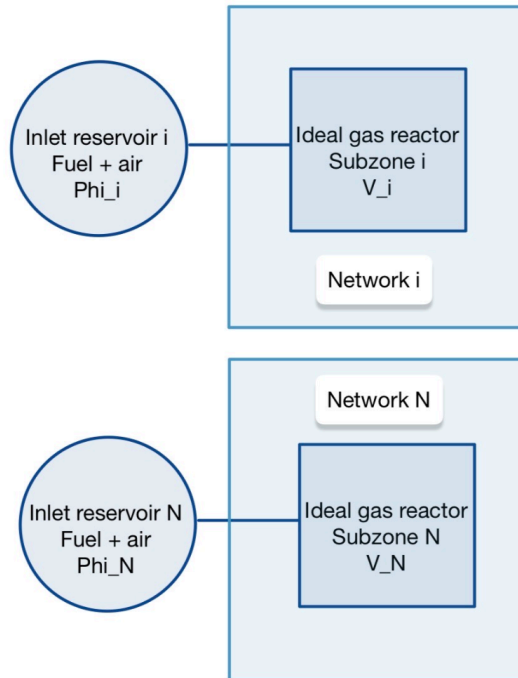 Inlet reservoir i
Fuel + air
Phi_i
Ideal gas reactor
Subzone i
V_i
Network i
Network N
Inlet reservoir N
Fuel + air
Phi_N
Ideal gas reactor
Subzone N
V_N